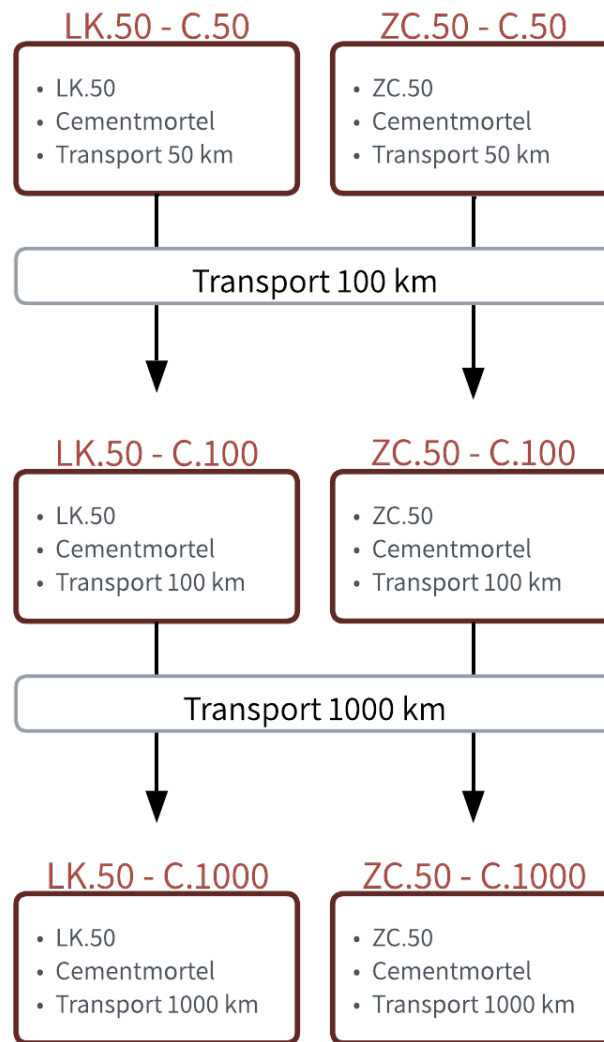 LK.50 - C.50
• LK.50
• Cementmortel
• Transport 50 km
ZC.50 - C.50
• ZC.50
• Cementmortel
• Transport 50 km
Transport 100 km
LK.50 - C.100
• LK.50
• Cementmortel
• Transport 100 km
ZC.50 - C.100
• ZC.50
• Cementmortel
• Transport 100 km
Transport 1000 km
LK.50 - C.1000
• LK.50
• Cementmortel
• Transport 1000 km
ZC.50 - C.1000
• ZC.50
• Cementmortel
• Transport 1000 km